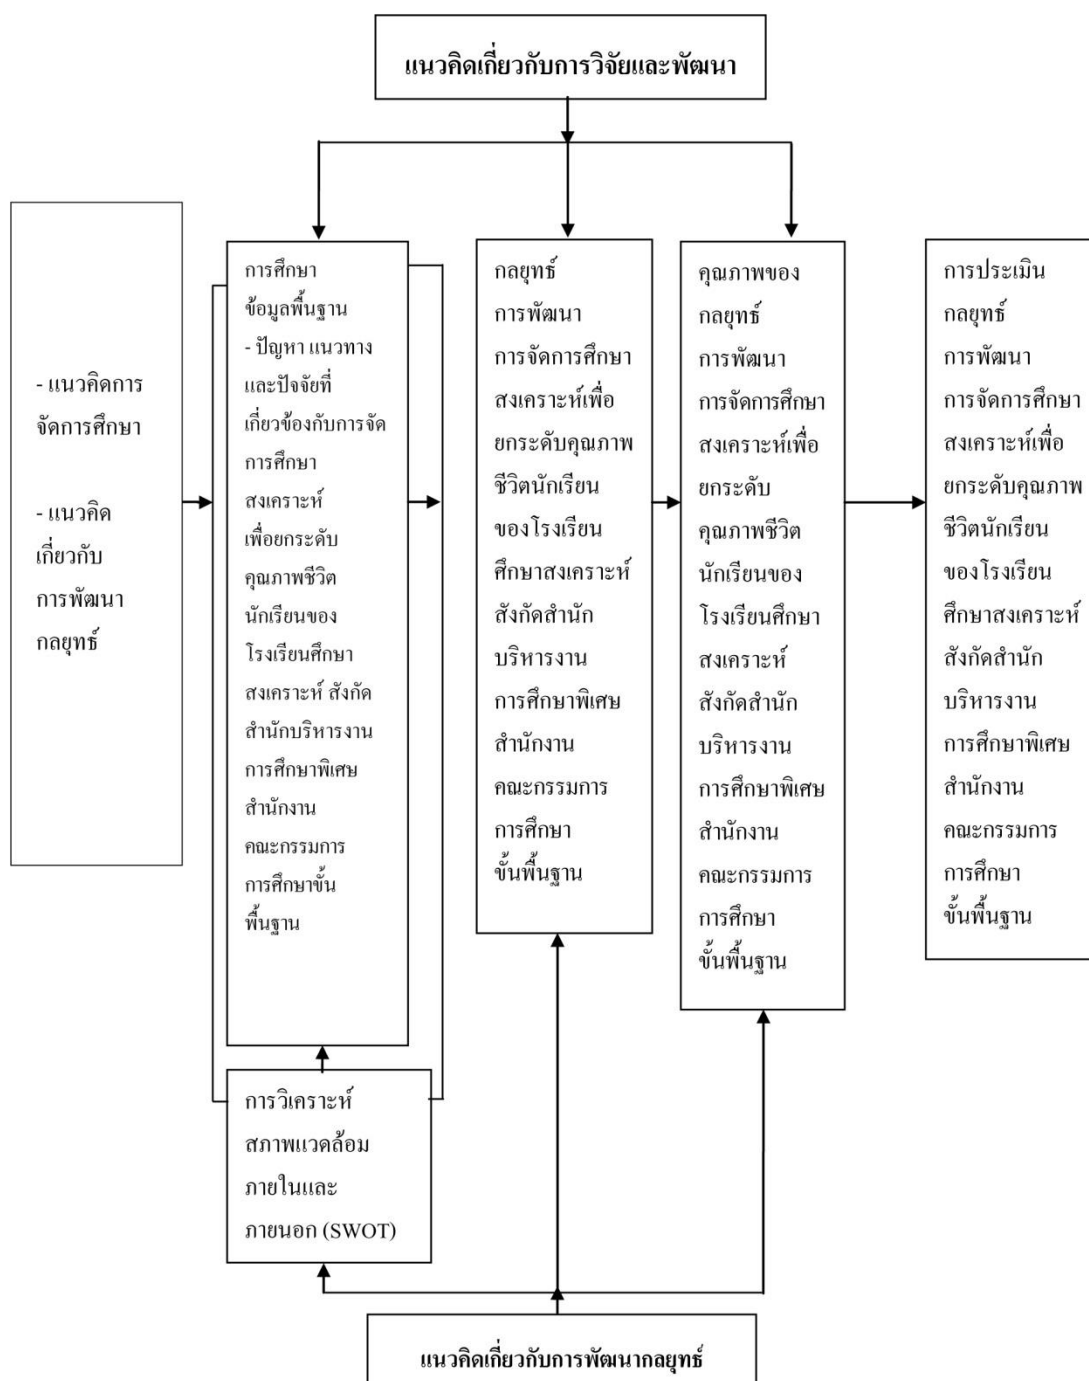 แนวคิดเกี่ยวกับการวิจัยและพัฒนา
- แนวคิดการ
จัดการศึกษา
- แนวคิด
เกี่ยวกับ
การพัฒนา
กลยุทธ์
การศึกษา
ข้อมูลพื้นฐาน
- ปัญหา แนวทาง
และปัจจัยที่
เกี่ยวข้องกับการจัด
การศึกษา
สงเคราะห์
เพื่อยกระดับ
คุณภาพชีวิต
นักเรียนของ
โรงเรียนศึกษา
สงเคราะห์ สังกัด
สำนักบริหารงาน
การศึกษาพิเศษ
สำนักงาน
คณะกรรมการ
การศึกษาขั้น
พื้นฐาน
กลยุทธ์
การพัฒนา
การจัดการศึกษา
สงเคราะห์เพื่อ
ยกระดับคุณภาพ
ชีวิตนักเรียน
ของโรงเรียน
ศึกษาสงเคราะห์
สังกัดสำนัก
บริหารงาน
การศึกษาพิเศษ
สำนักงาน
คณะกรรมการ
การศึกษา
ขั้นพื้นฐาน
คุณภาพของ
กลยุทธ์
การพัฒนา
การจัดการศึกษา
สงเคราะห์เพื่อ
ยกระดับ
คุณภาพชีวิต
นักเรียนของ
โรงเรียนศึกษา
สงเคราะห์
สังกัดสำนัก
บริหารงาน
การศึกษาพิเศษ
สำนักงาน
คณะกรรมการ
การศึกษา
ขั้นพื้นฐาน
การประเมิน
กลยุทธ์
การพัฒนา
การจัดการศึกษา
สงเคราะห์เพื่อ
ยกระดับคุณภาพ
ชีวิตนักเรียน
ของโรงเรียน
ศึกษาสงเคราะห์
สังกัดสำนัก
บริหารงาน
การศึกษาพิเศษ
สำนักงาน
คณะกรรมการ
การศึกษา
ขั้นพื้นฐาน
การวิเคราะห์
สภาพแวดล้อม
ภายในและ
ภายนอก (SWOT)
แนวคิดเกี่ยวกับการพัฒนากลยุทธ์